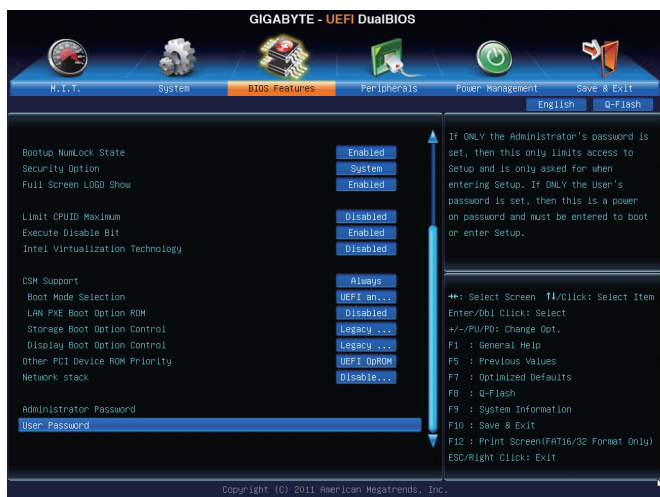 GIGABYTE - UEFI DualBIOS
M.I.T. System BIOS Features Peripherals Power Management Save & Exit
English Q-Flash
Bootup NumLock State Enabled
Security Option System
Full Screen LOGO Show Enabled
Limit CPUID Maximum Disabled
Execute Disable Bit Enabled
Intel Virtualization Technology Disabled
CSM Support Always
Boot Mode Selection UEFI an...
LAN PXE Boot Option ROM Disabled
Storage Boot Option Control Legacy ...
Display Boot Option Control Legacy ...
Other PCI Device ROM Priority UEFI OpROM
Network stack Disable...
Administrator Password
User Password
If ONLY the Administrator's password is
set, then this only limits access to
Setup and is only asked for when
entering Setup. If ONLY the User's
password is set, then this is a power
on password and must be entered to boot
or enter Setup.
→←: Select Screen ↑↓/Click: Select Item
Enter/Dbl Click: Select
+/-/PU/PD: Change Opt.
F1 : General Help
F5 : Previous Values
F7 : Optimized Defaults
F8 : Q-Flash
F9 : System Information
F10 : Save & Exit
F12 : Print Screen(FAT16/32 Format Only)
ESC/Right Click: Exit
Copyright (C) 2011 American Megatrends, Inc.